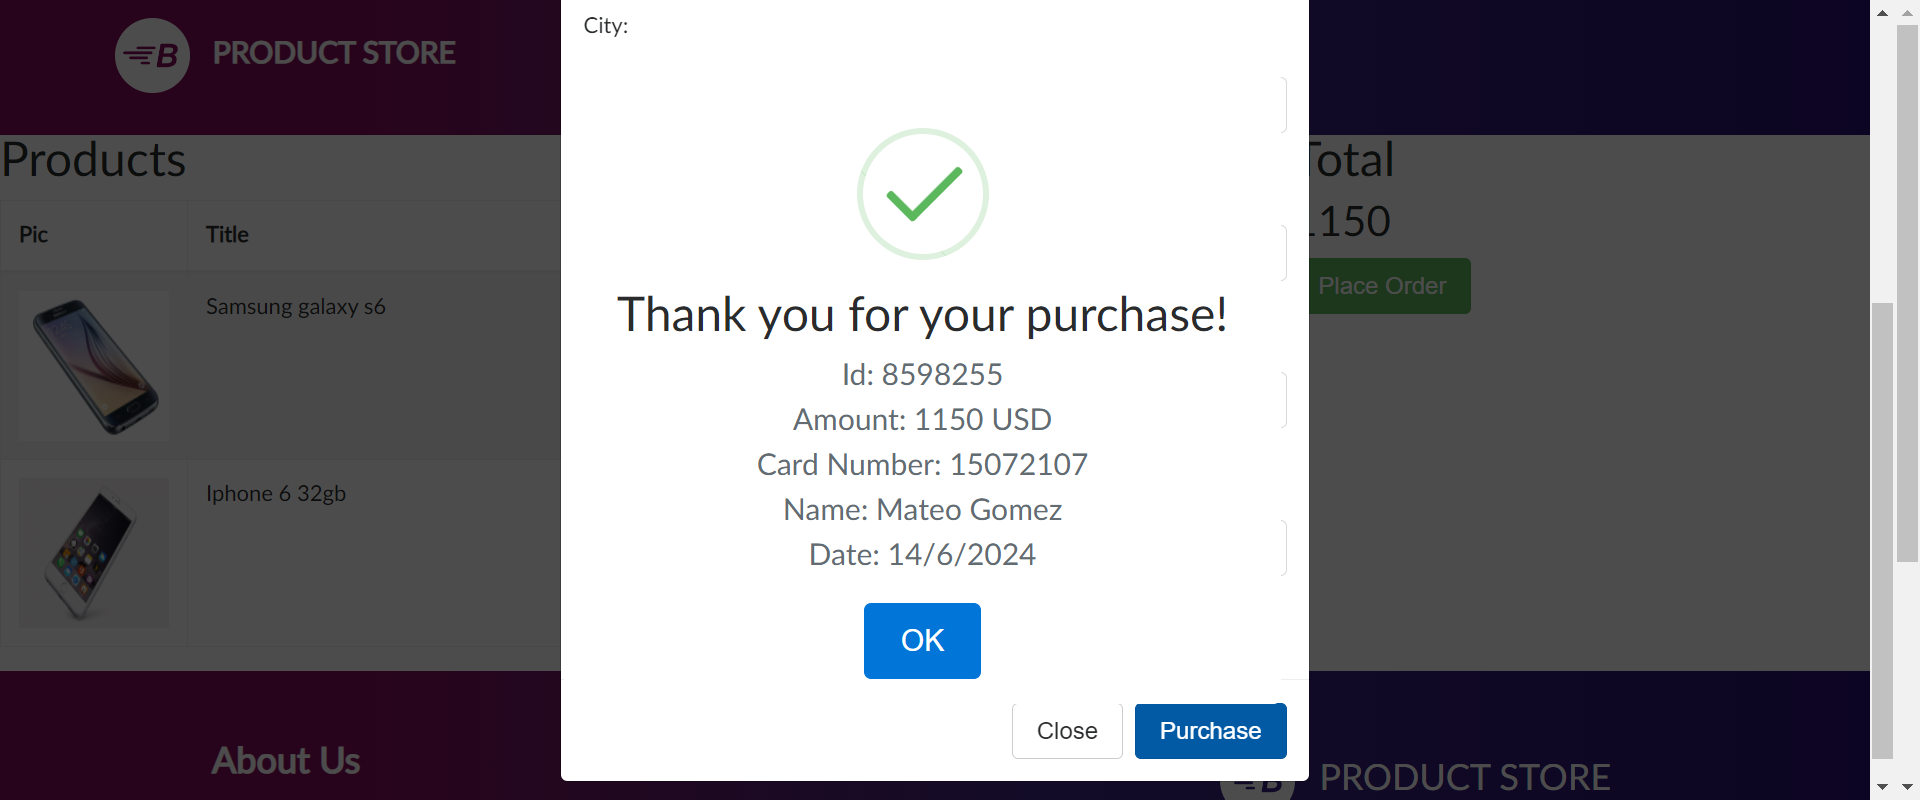 City:
B PRODUCT STORE
Products
Total
Pic
Title
1150
Place Order
Samsung galaxy s6
Thank you for your purchase!
Id: 8598255
Amount: 1150 USD
Card Number: 15072107
Iphone 6 32gb
Name: Mateo Gomez
Date: 14/6/2024
OK
Close
Purchase
About Us
B PRODUCT STORE